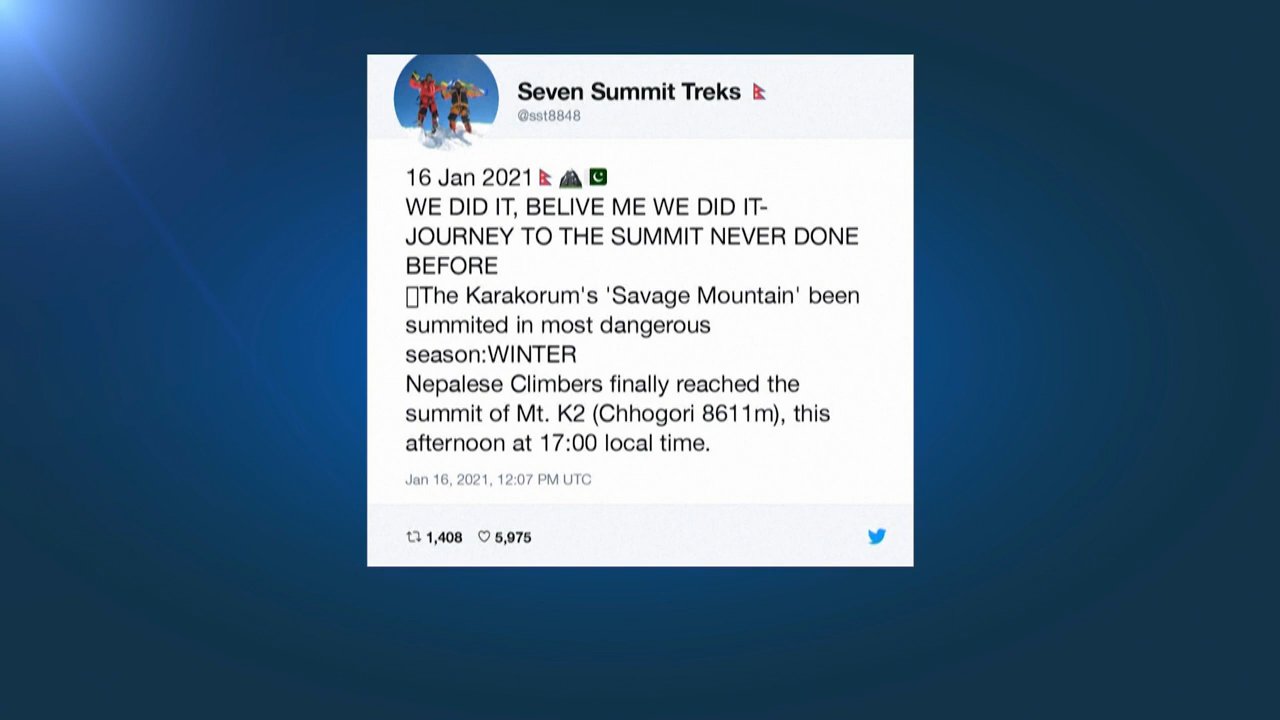 Seven Summit Treks
@sst8848
16 Jan 2021
WE DID IT, BELIVE ME WE DID IT-
JOURNEY TO THE SUMMIT NEVER DONE
BEFORE
The Karakorum's 'Savage Mountain' been
summited in most dangerous
season:WINTER
Nepalese Climbers finally reached the
summit of Mt. K2 (Chhogori 8611m), this
afternoon at 17:00 local time.
Jan 16, 2021, 12:07 PM UTC
1,408 5,975